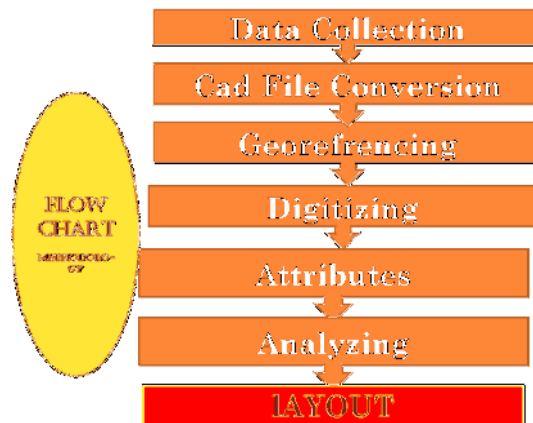 Data Collection
Cad File Conversion
Georefrencing
FLOW
CHART
Digitizing
Attributes
Analyzing
lAYOUT